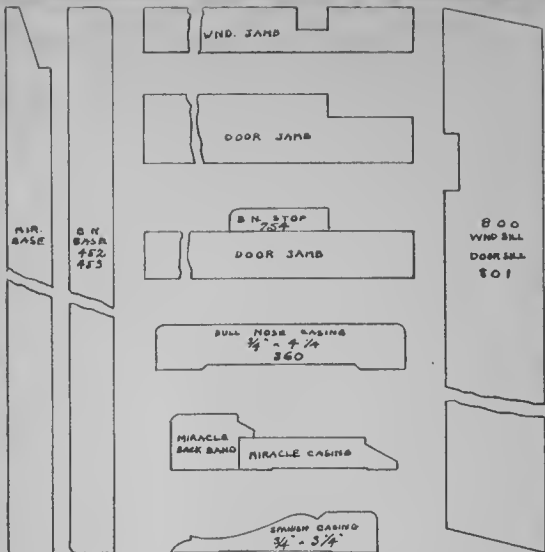 WND. JAMB
DOOR JAMB
MIR.
BASE
B N
BASE
452
453
B N. STOP
754
DOOR JAMB
800
WND SILL
DOOR SILL
801
BULL NOSE CASING
3/4" x 4 1/4
360
MIRACLE
BACK BAND
MIRACLE CASING
SPANISH CASING
3/4" x 3 1/4"